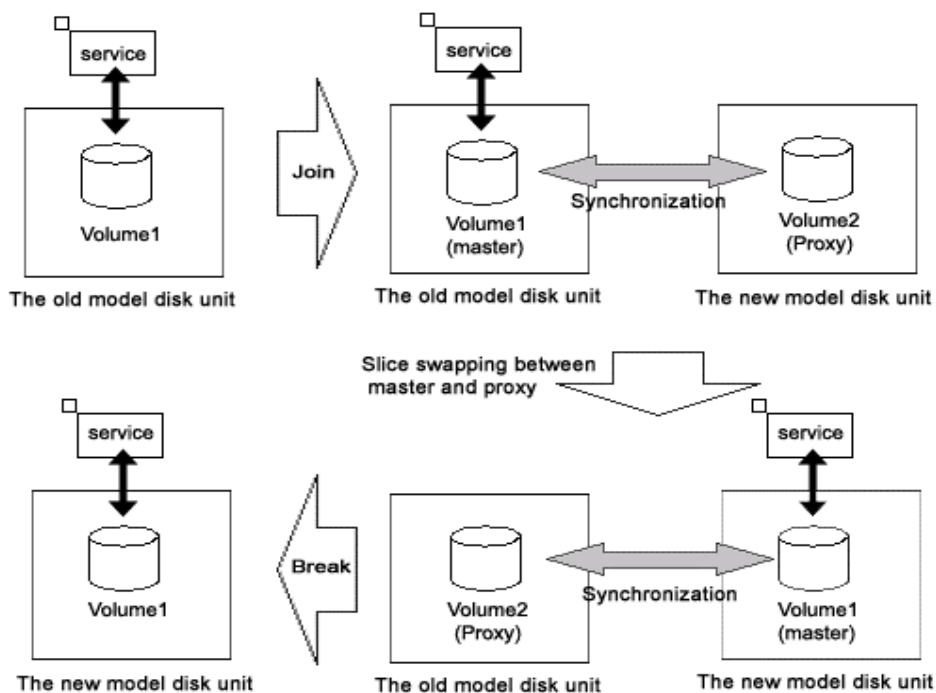 service
Volume1
The old model disk unit
Join
service
Volume1
(master)
The old model disk unit
Synchronization
Volume2
(Proxy)
The new model disk unit
Slice swapping between
master and proxy
service
Volume1
(master)
The new model disk unit
Synchronization
Volume2
(Proxy)
The old model disk unit
Break
service
Volume1
The new model disk unit